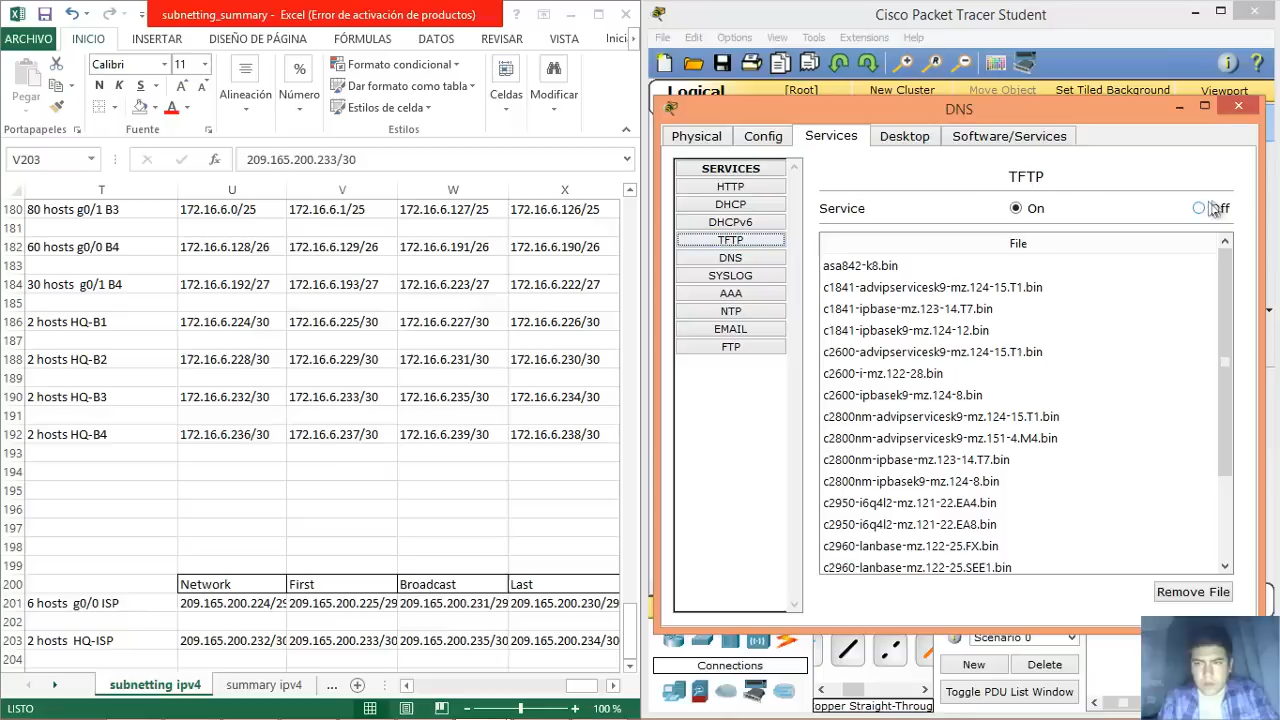 subnetting_summary - Excel (Error de activación de productos)
ARCHIVO INICIO INSERTAR DISEÑO DE PÁGINA FÓRMULAS DATOS REVISAR VISTA Inici
Pegar
Calibri 11
N K S
A A
A
Alineación
%
Número
Formato condicional
Dar formato como tabla
Estilos de celda
Celdas
Modificar
Portapapeles Fuente Estilos
V203 fx 209.165.200.233/30
T U V W X
180 80 hosts g0/1 B3 172.16.6.0/25 172.16.6.1/25 172.16.6.127/25 172.16.6.126/25
181
182 60 hosts g0/0 B4 172.16.6.128/26 172.16.6.129/26 172.16.6.191/26 172.16.6.190/26
183
184 30 hosts g0/1 B4 172.16.6.192/27 172.16.6.193/27 172.16.6.223/27 172.16.6.222/27
185
186 2 hosts HQ-B1 172.16.6.224/30 172.16.6.225/30 172.16.6.227/30 172.16.6.226/30
187
188 2 hosts HQ-B2 172.16.6.228/30 172.16.6.229/30 172.16.6.231/30 172.16.6.230/30
189
190 2 hosts HQ-B3 172.16.6.232/30 172.16.6.233/30 172.16.6.235/30 172.16.6.234/30
191
192 2 hosts HQ-B4 172.16.6.236/30 172.16.6.237/30 172.16.6.239/30 172.16.6.238/30
193
194
195
196
197
198
199
200 Network First Broadcast Last
201 6 hosts g0/0 ISP 209.165.200.224/29 209.165.200.225/29 209.165.200.231/29 209.165.200.230/29
203 2 hosts HQ-ISP 209.165.200.232/30 209.165.200.233/30 209.165.200.235/30 209.165.200.234/30
204
subnetting ipv4 summary ipv4 ...
LISTO 100 %
Cisco Packet Tracer Student
File Edit Options View Tools Extensions Help
Logical [Root] New Cluster Move Object Set Tiled Background Viewport
DNS
Physical Config Services Desktop Software/Services
SERVICES
HTTP
DHCP
DHCPv6
TFTP
DNS
SYSLOG
AAA
NTP
EMAIL
FTP
TFTP
Service On Off
File
asa842-k8.bin
c1841-advipservicesk9-mz.124-15.T1.bin
c1841-ipbase-mz.123-14.T7.bin
c1841-ipbasek9-mz.124-12.bin
c2600-advipservicesk9-mz.124-15.T1.bin
c2600-i-mz.122-28.bin
c2600-ipbasek9-mz.124-8.bin
c2800nm-advipservicesk9-mz.124-15.T1.bin
c2800nm-advipservicesk9-mz.151-4.M4.bin
c2800nm-ipbase-mz.123-14.T7.bin
c2800nm-ipbasek9-mz.124-8.bin
c2950-i6q4l2-mz.121-22.EA4.bin
c2950-i6q4l2-mz.121-22.EA8.bin
c2960-lanbase-mz.122-25.FX.bin
c2960-lanbase-mz.122-25.SEE1.bin
Remove File
Connections
Scenario 0
New Delete
Toggle PDU List Window
opper Straight-Throug